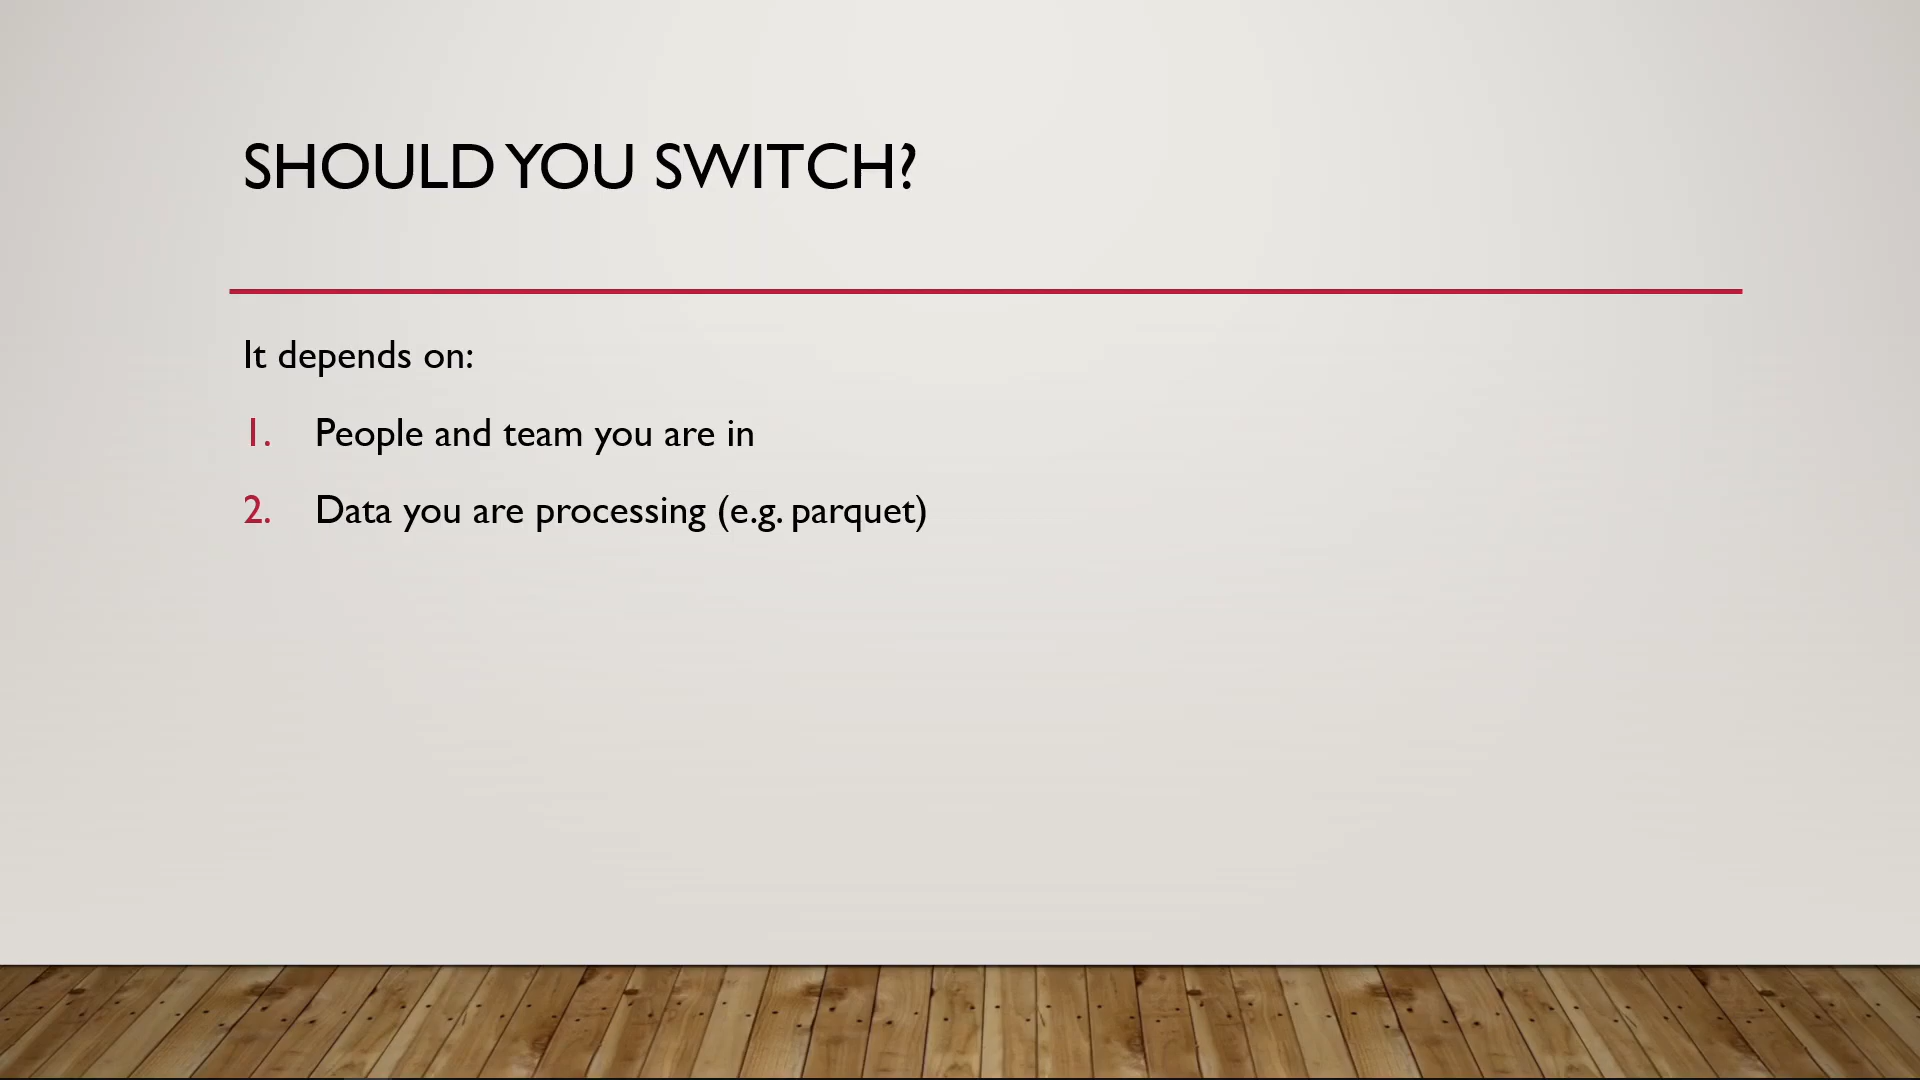 SHOULD YOU SWITCH?
It depends on:
1. People and team you are in
2. Data you are processing (e.g. parquet)